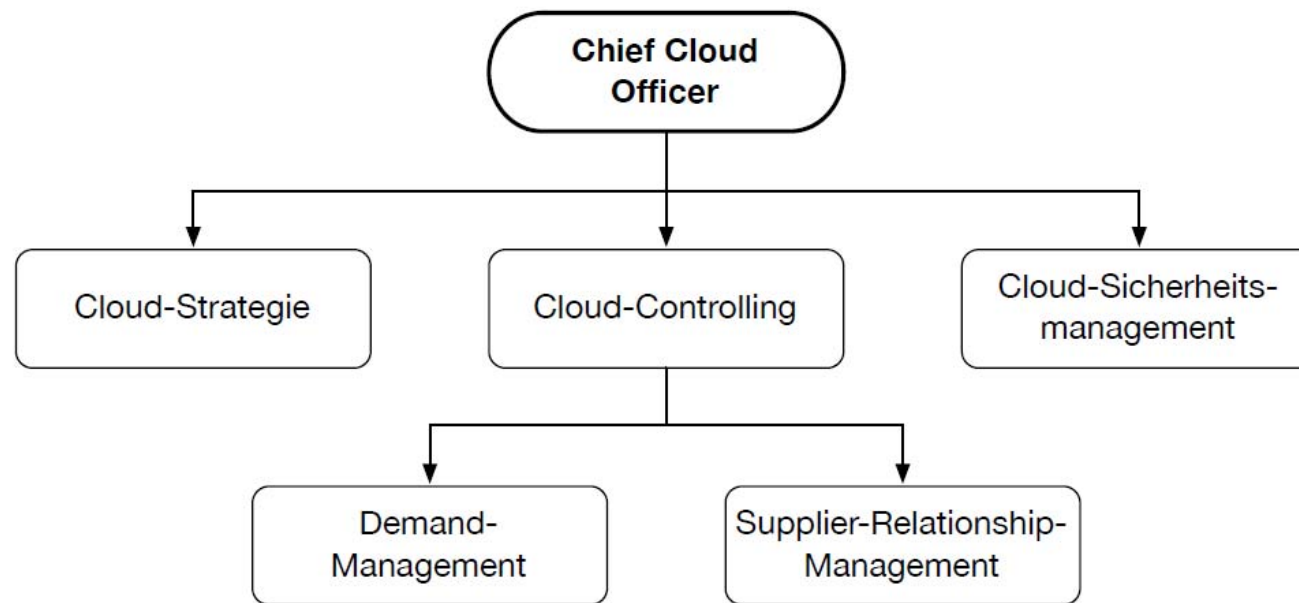 Chief Cloud
Officer
Cloud-Strategie
Cloud-Controlling
Cloud-Sicherheits-
management
Demand-
Management
Supplier-Relationship-
Management